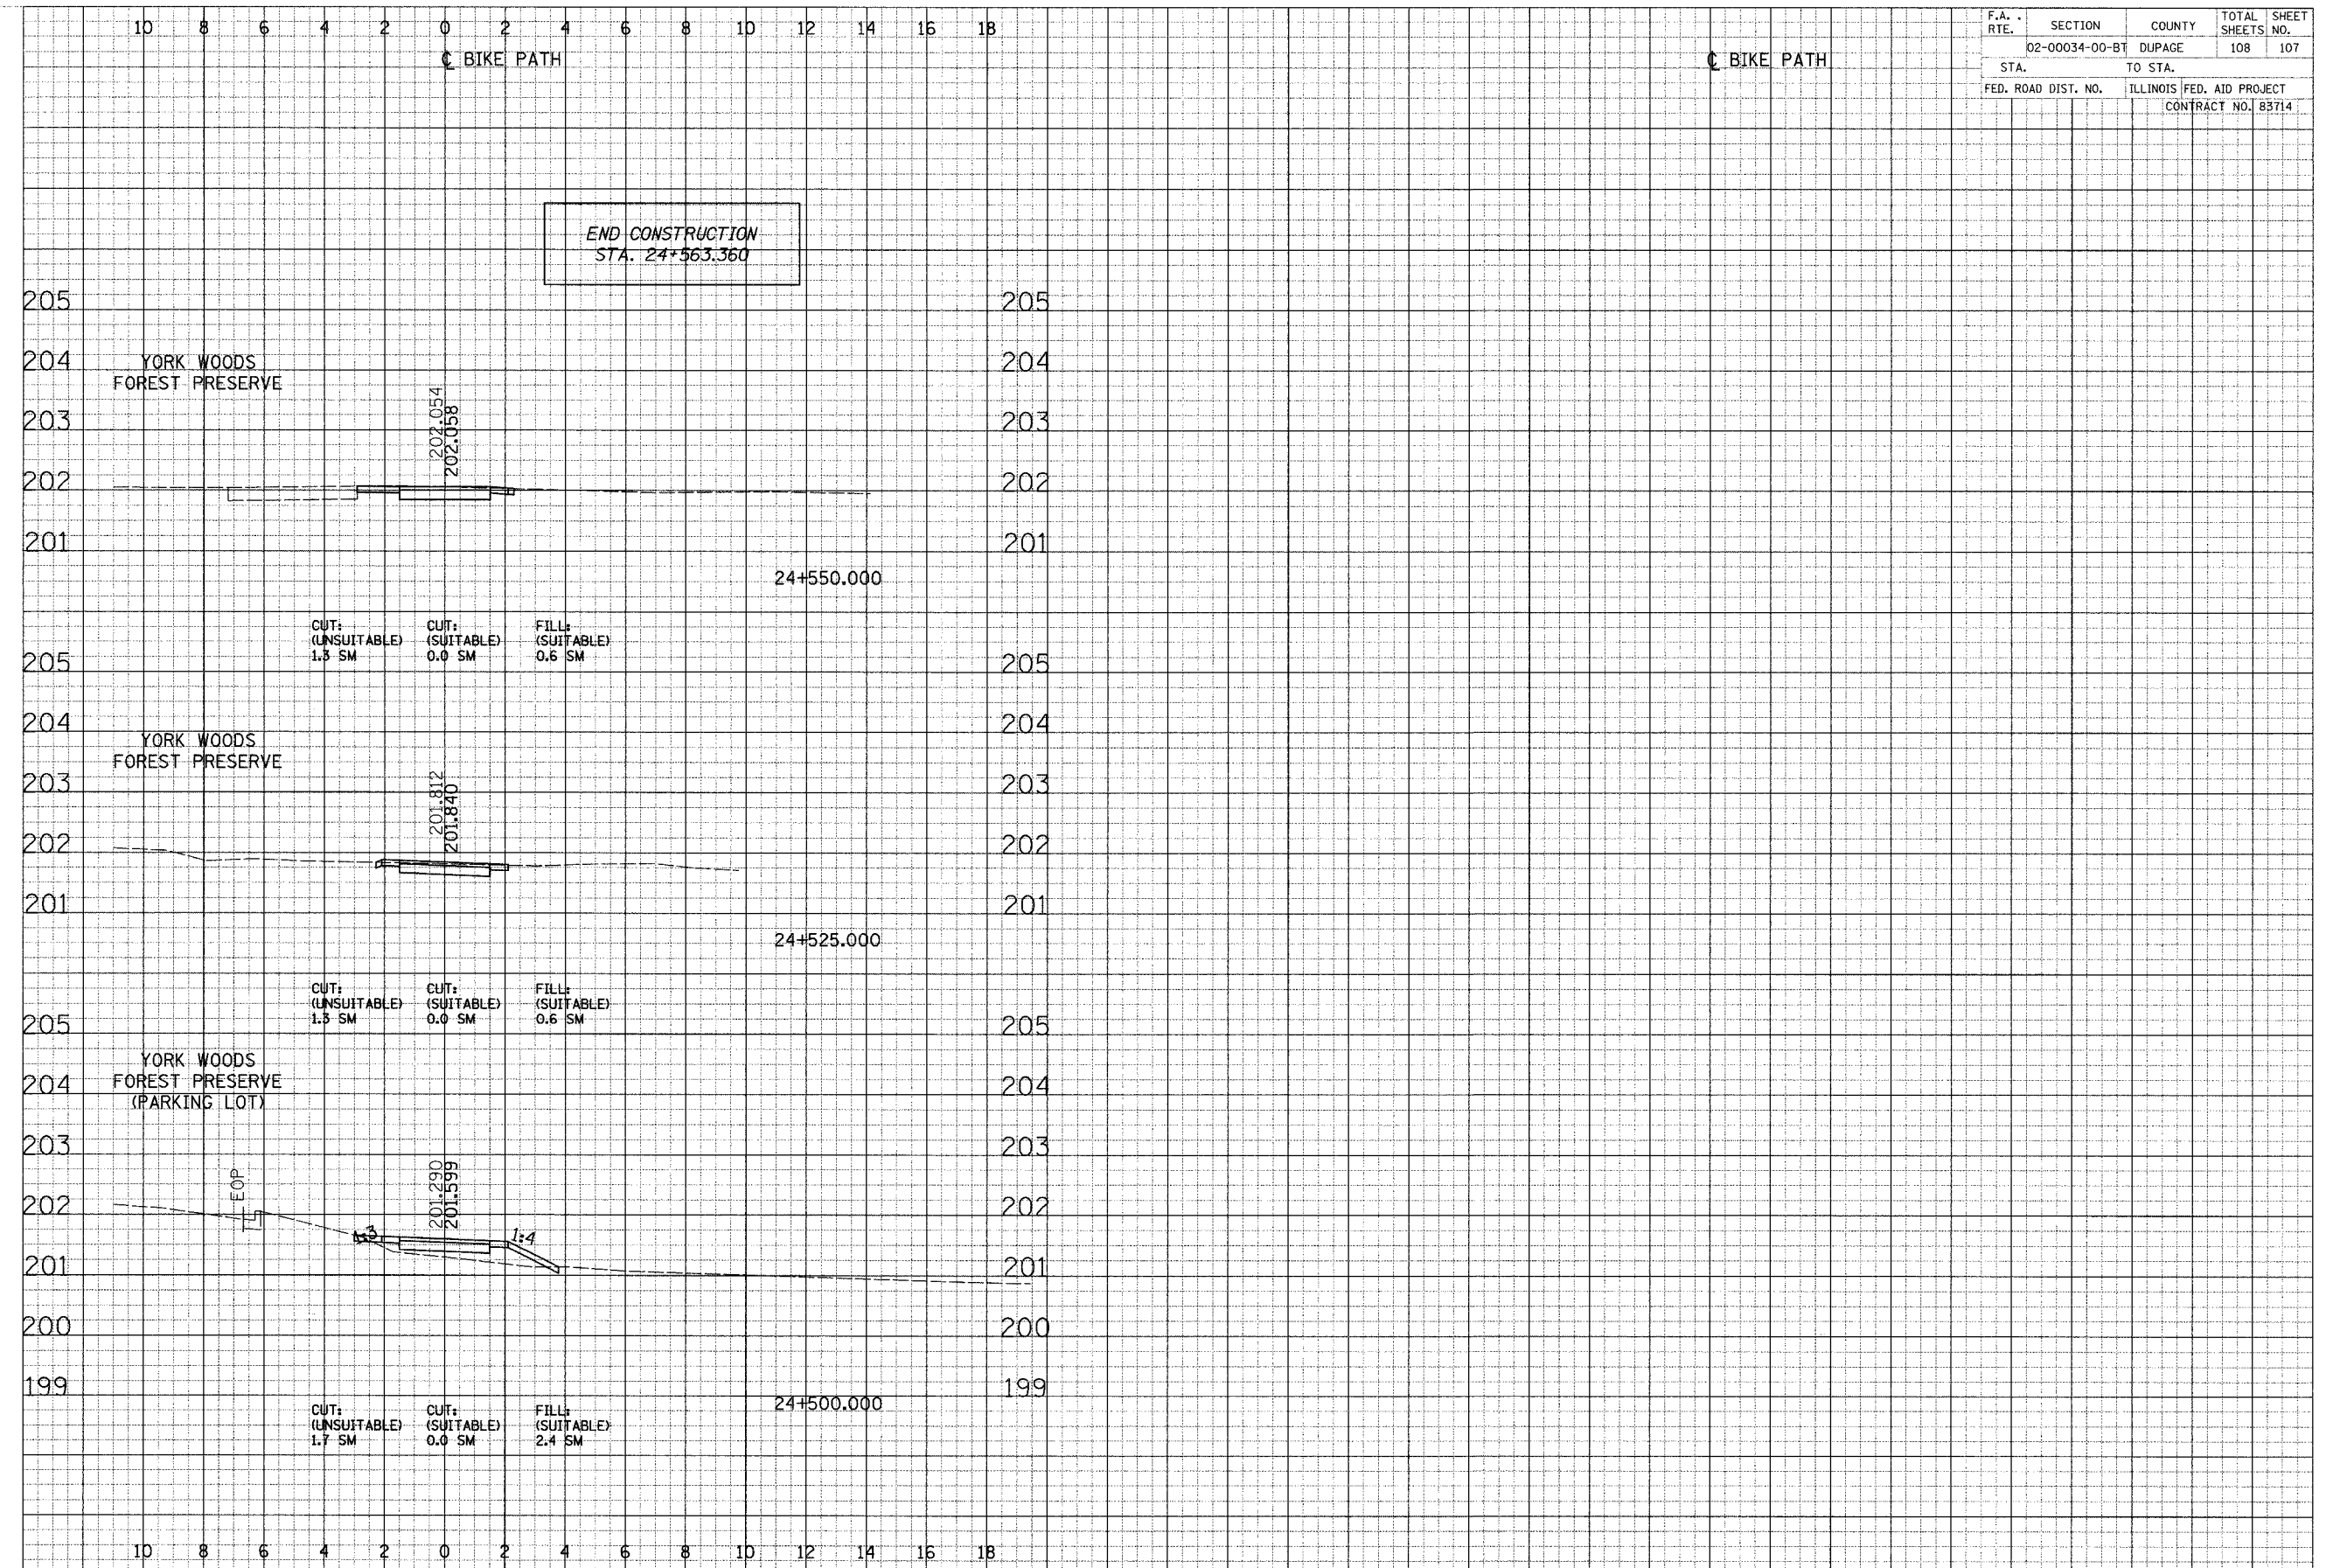 10 8 6 4 2 0 2 4 6 8 10 12 14 16 18
℄ BIKE PATH
℄ BIKE PATH
F.A. RTE. SECTION COUNTY TOTAL SHEETS SHEET NO.
02-00034-00-BT DUPAGE 108 107
STA. TO STA.
FED. ROAD DIST. NO. ILLINOIS FED. AID PROJECT
CONTRACT NO. 83714
END CONSTRUCTION
STA. 24+563.360
205 205
204 204
YORK WOODS
FOREST PRESERVE
203 203
202.054
202.058
202 202
201 201
24+550.000
CUT: CUT: FILL:
(UNSUITABLE) (SUITABLE) (SUITABLE)
1.3 SM 0.0 SM 0.6 SM
205 205
204 204
YORK WOODS
FOREST PRESERVE
203 203
201.812
201.840
202 202
201 201
24+525.000
CUT: CUT: FILL:
(UNSUITABLE) (SUITABLE) (SUITABLE)
1.3 SM 0.0 SM 0.6 SM
205 205
YORK WOODS
FOREST PRESERVE
204 204
(PARKING LOT)
203 203
EOP
201.290
201.599
202 202
1:3 1:4
201 201
200 200
199 199
24+500.000
CUT: CUT: FILL:
(UNSUITABLE) (SUITABLE) (SUITABLE)
1.7 SM 0.0 SM 2.4 SM
10 8 6 4 2 0 2 4 6 8 10 12 14 16 18